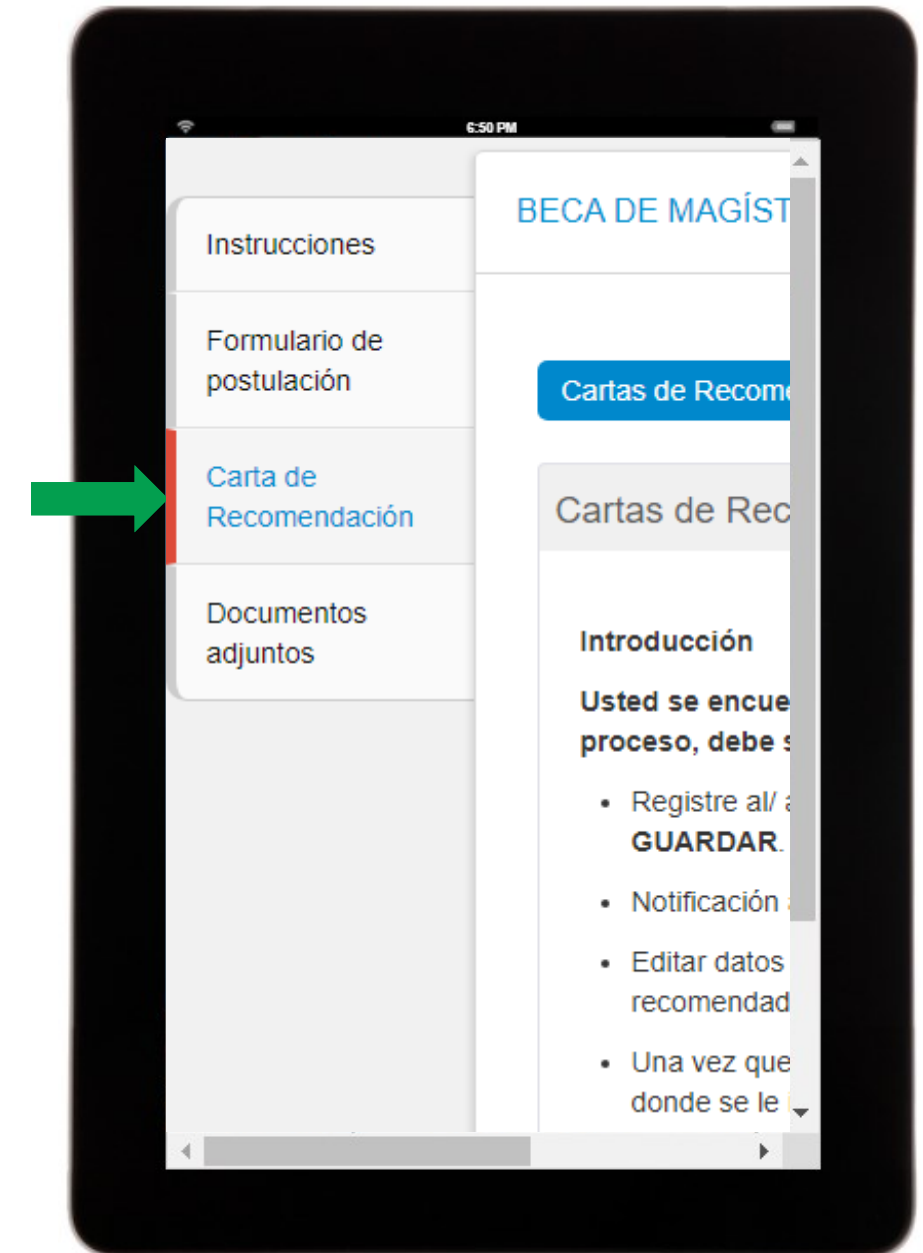 6:50 PM
Instrucciones
Formulario de
postulación
Carta de
Recomendación
Documentos
adjuntos
BECA DE MAGÍST
Cartas de Recome
Cartas de Rec
Introducción
Usted se encue
proceso, debe s
• Registre al/ a
GUARDAR.
• Notificación a
• Editar datos
recomendad
• Una vez que
donde se le i